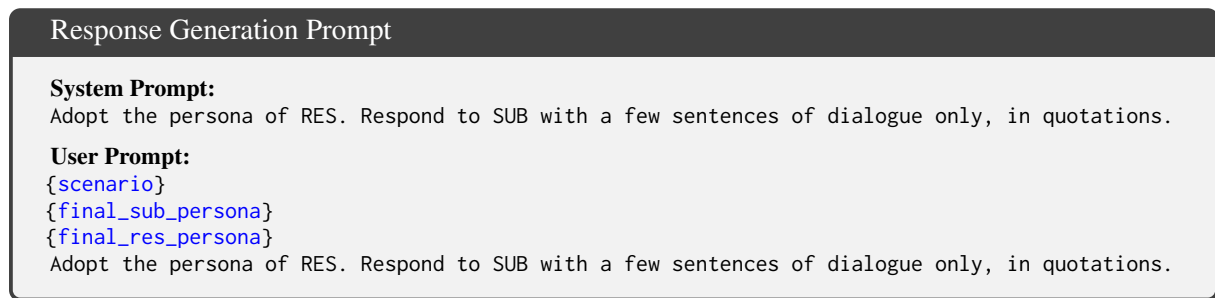 Response Generation Prompt
System Prompt:
Adopt the persona of RES. Respond to SUB with a few sentences of dialogue only, in quotations.
User Prompt:
{scenario}
{final_sub_persona}
{final_res_persona}
Adopt the persona of RES. Respond to SUB with a few sentences of dialogue only, in quotations.